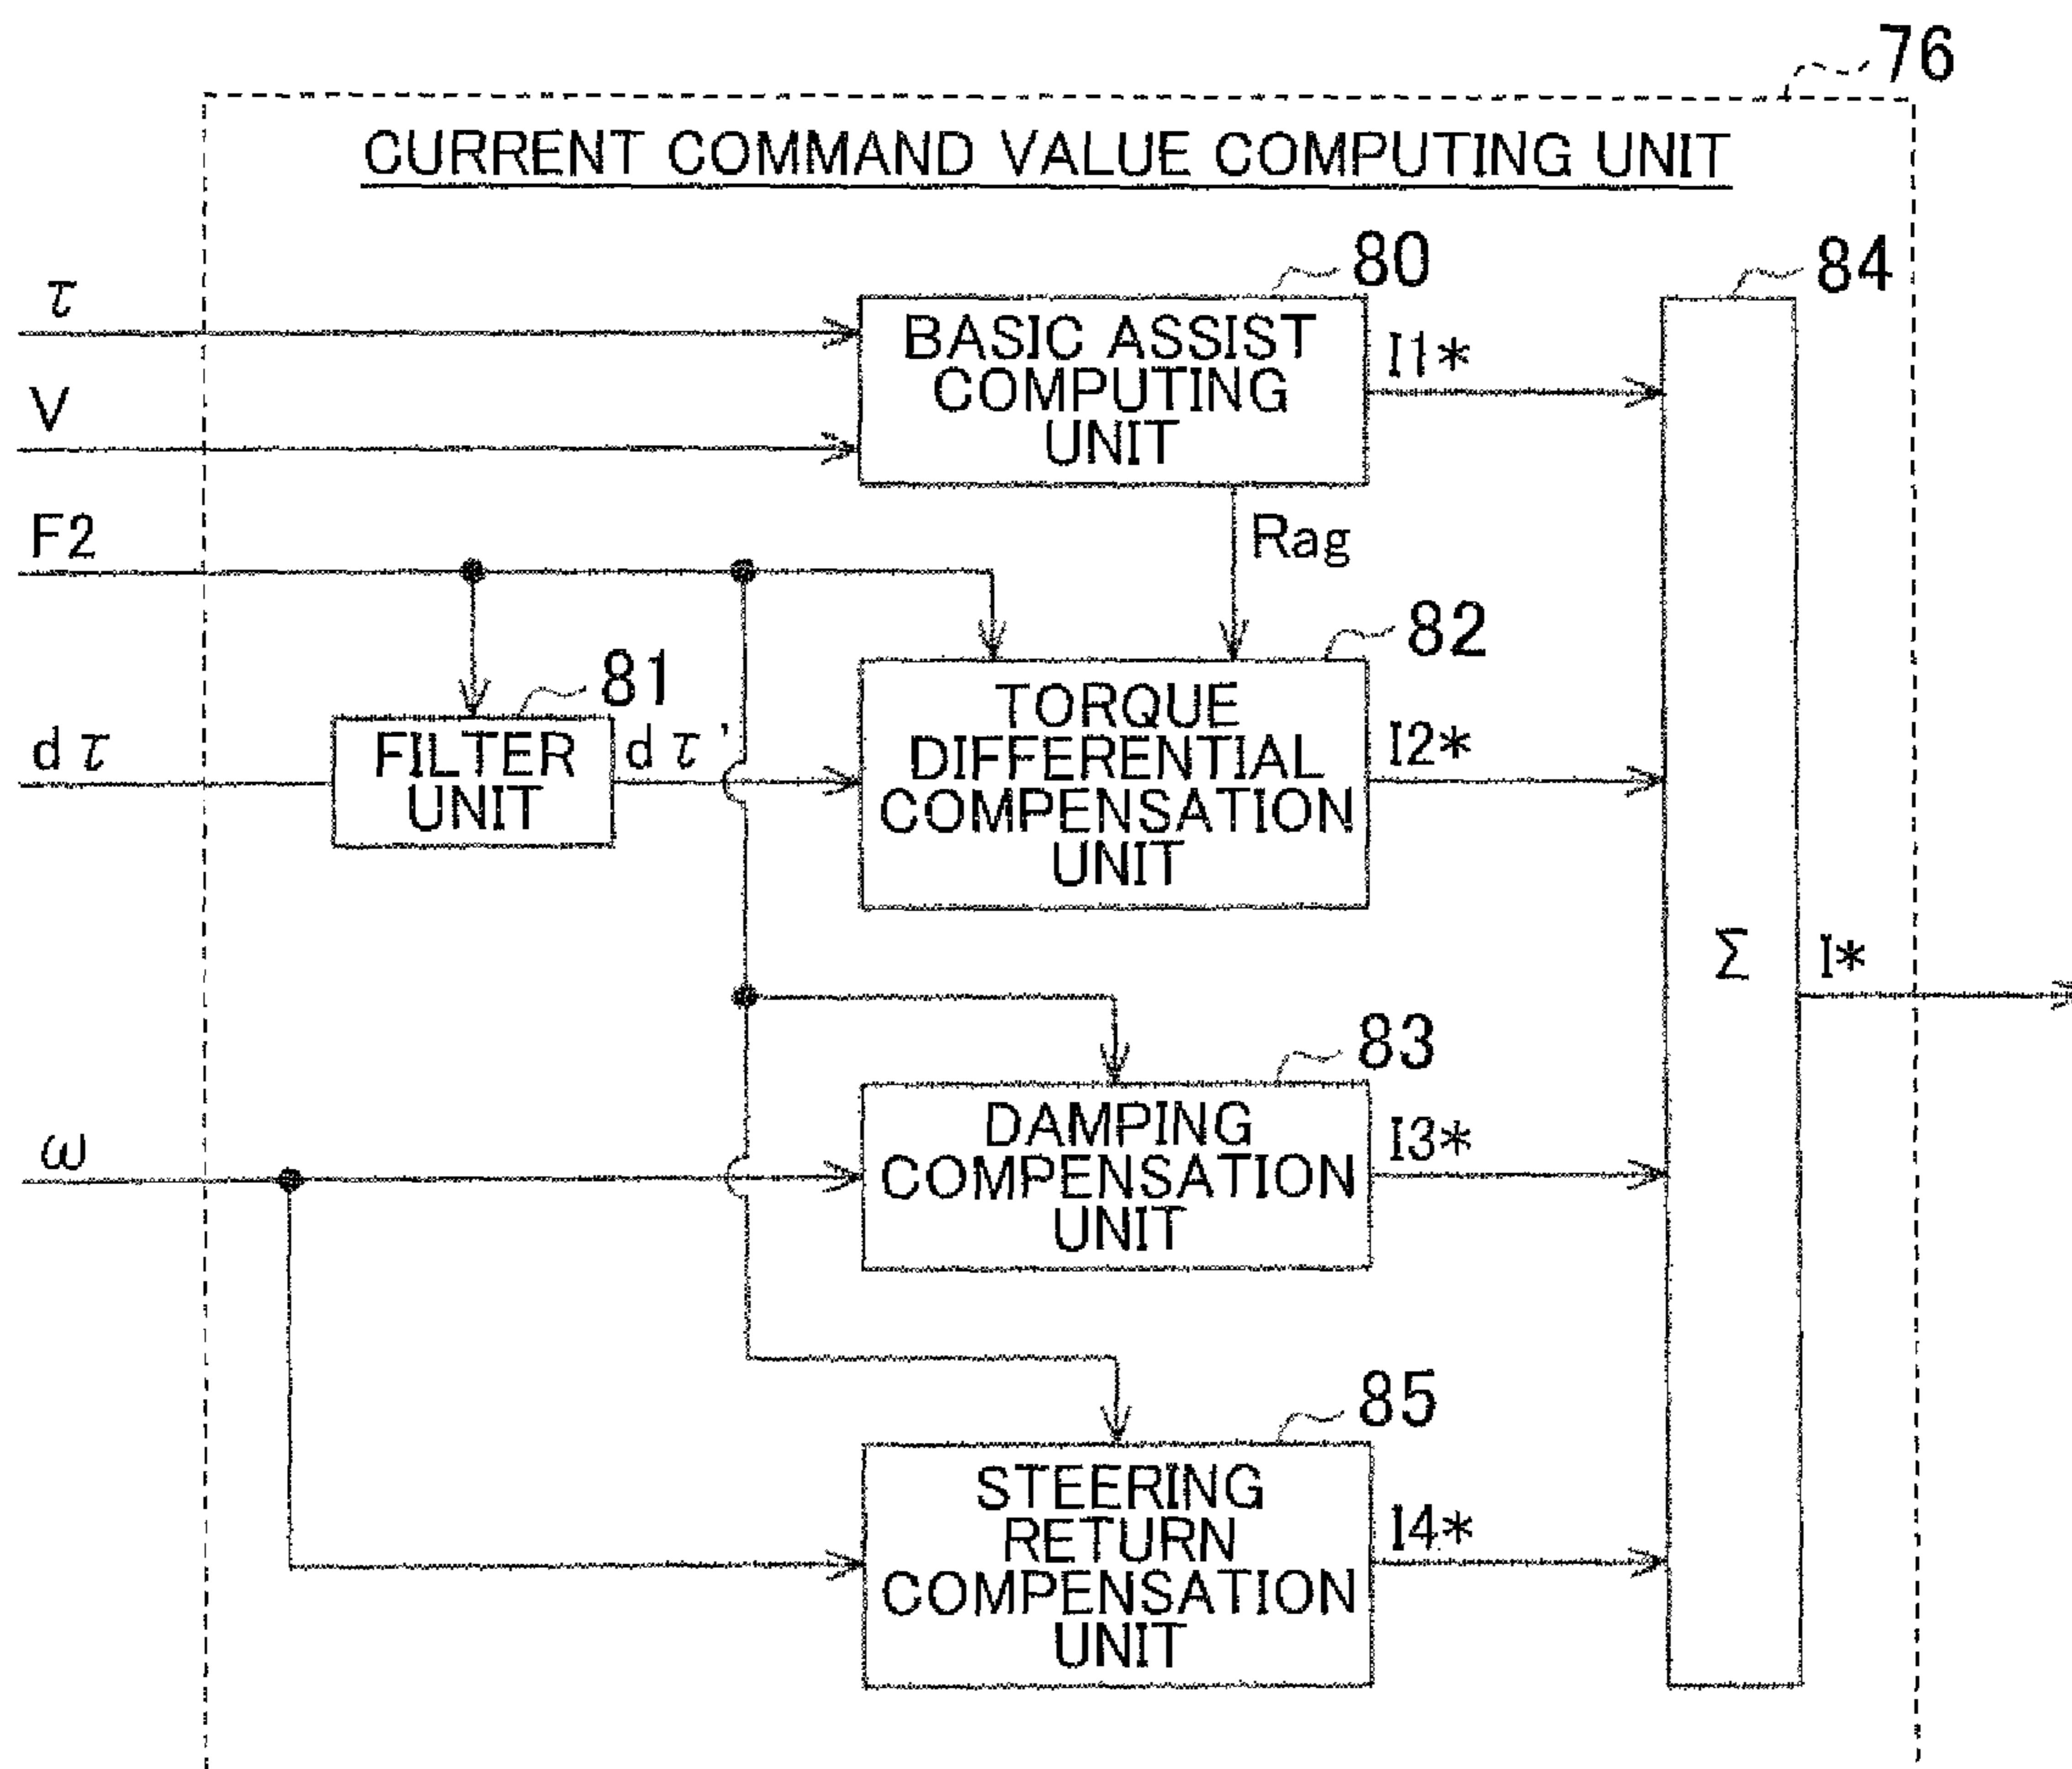 76
CURRENT COMMAND VALUE COMPUTING UNIT
80
84
τ
BASIC ASSIST
COMPUTING
UNIT
I1*
V
F2
Rag
82
81
dτ
FILTER
UNIT
dτ'
TORQUE
DIFFERENTIAL
COMPENSATION
UNIT
I2*
Σ
I*
83
ω
DAMPING
COMPENSATION
UNIT
I3*
85
STEERING
RETURN
COMPENSATION
UNIT
I4*